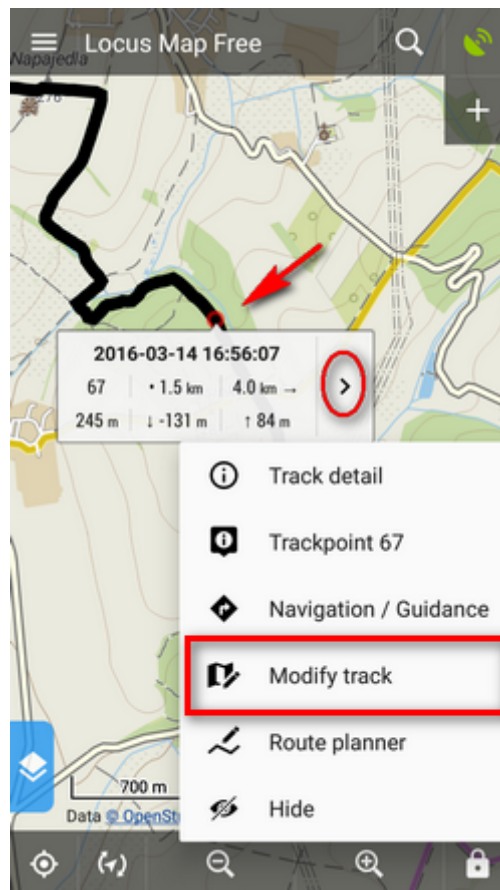 Locus Map Free
Napajedla
276
2016-03-14 16:56:07
67 • 1.5 km 4.0 km →
245 m ↓ -131 m ↑ 84 m
Track detail
Trackpoint 67
Navigation / Guidance
Modify track
Route planner
Hide
700 m
Data © OpenSt